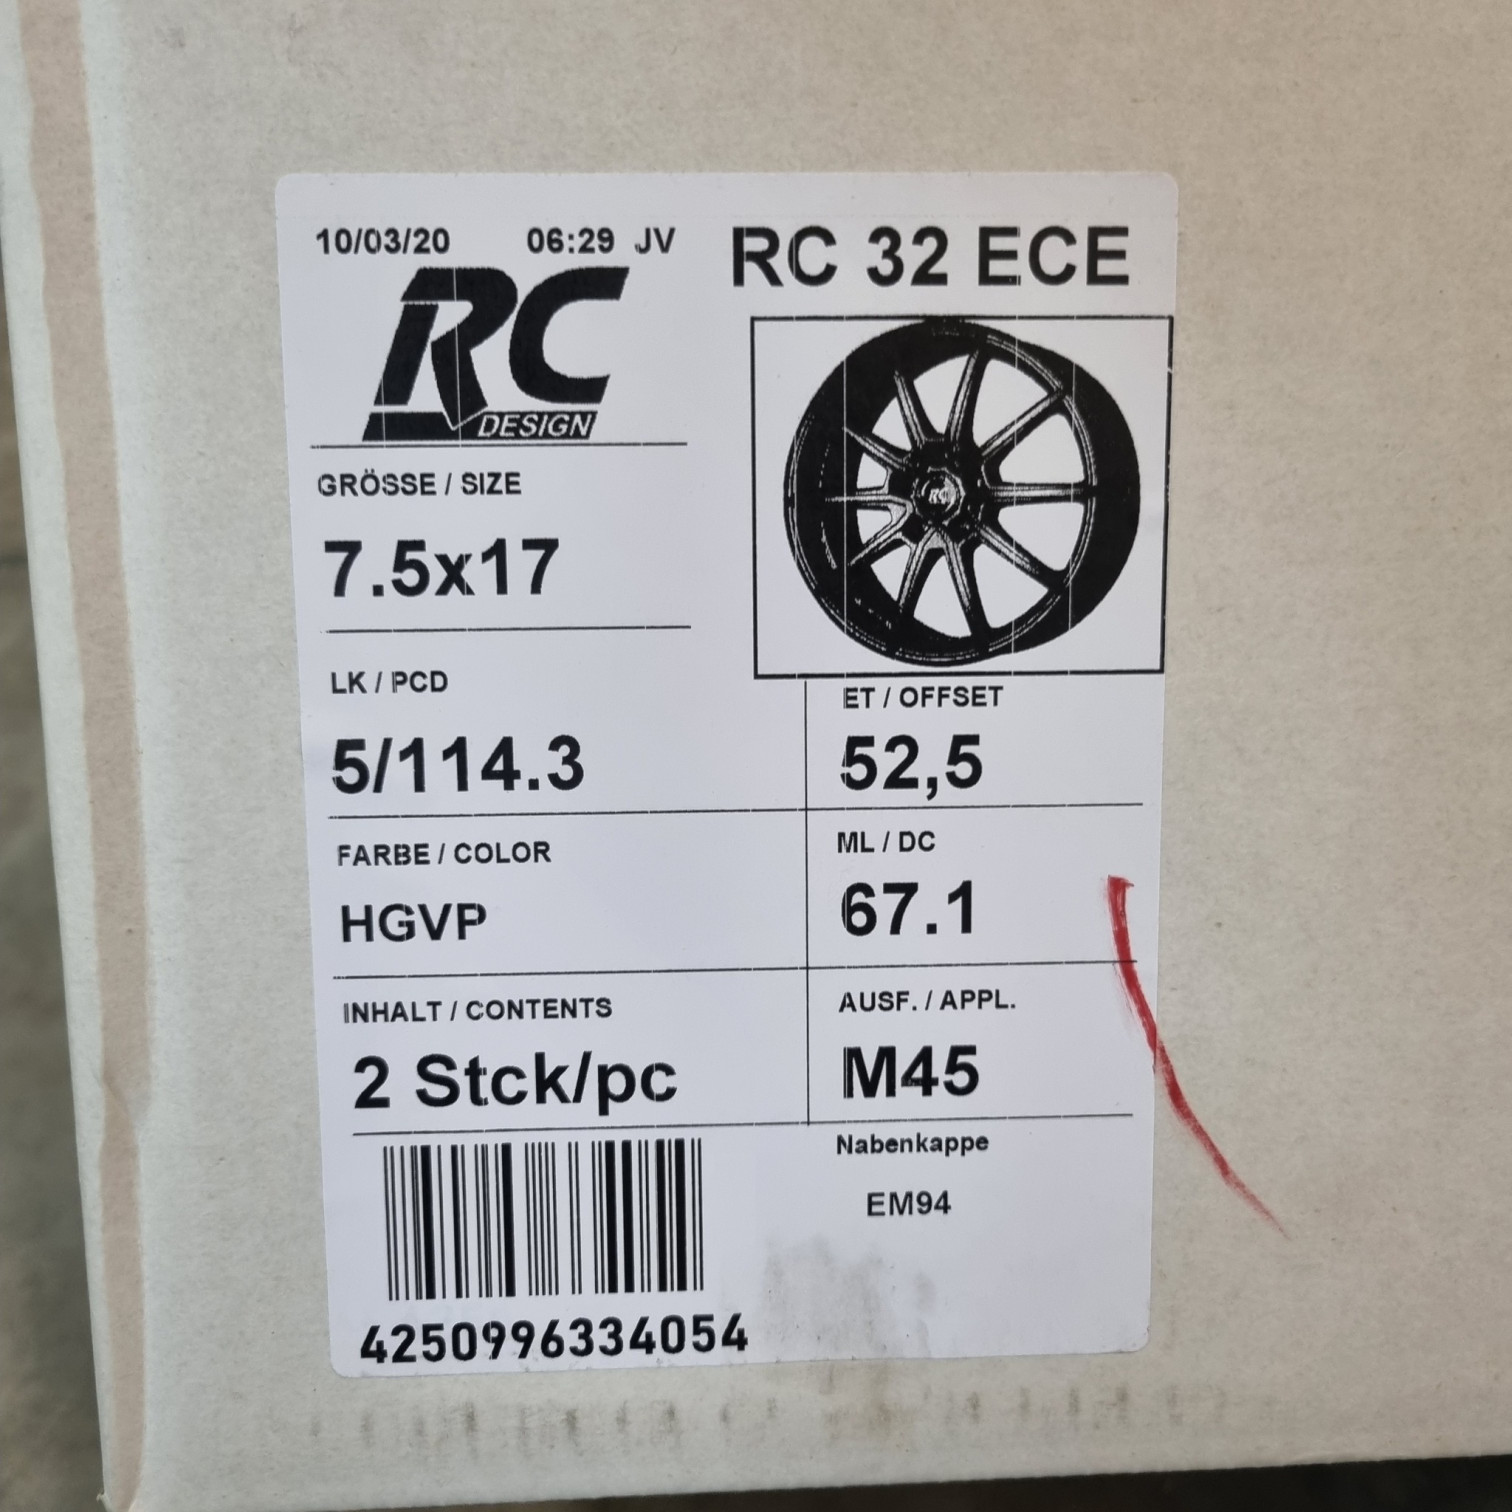 10/03/20 06:29 JV
RC 32 ECE
RC
DESIGN
RC
GRÖSSE / SIZE
7.5x17
LK / PCD
ET / OFFSET
5/114.3
52,5
FARBE / COLOR
ML / DC
HGVP
67.1
INHALT / CONTENTS
AUSF. / APPL.
2 Stck/pc
M45
Nabenkappe
EM94
4250996334054